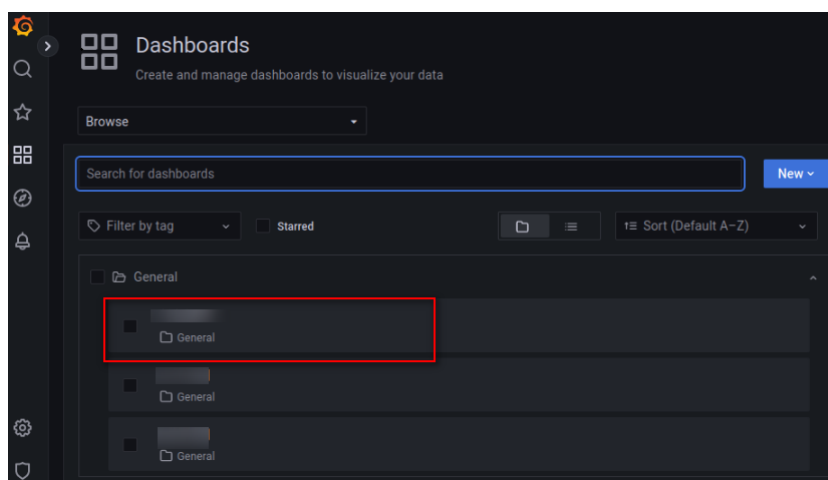 Dashboards
Create and manage dashboards to visualize your data
Browse
Search for dashboards
New
Filter by tag
Starred
Sort (Default A–Z)
General
General
General
General